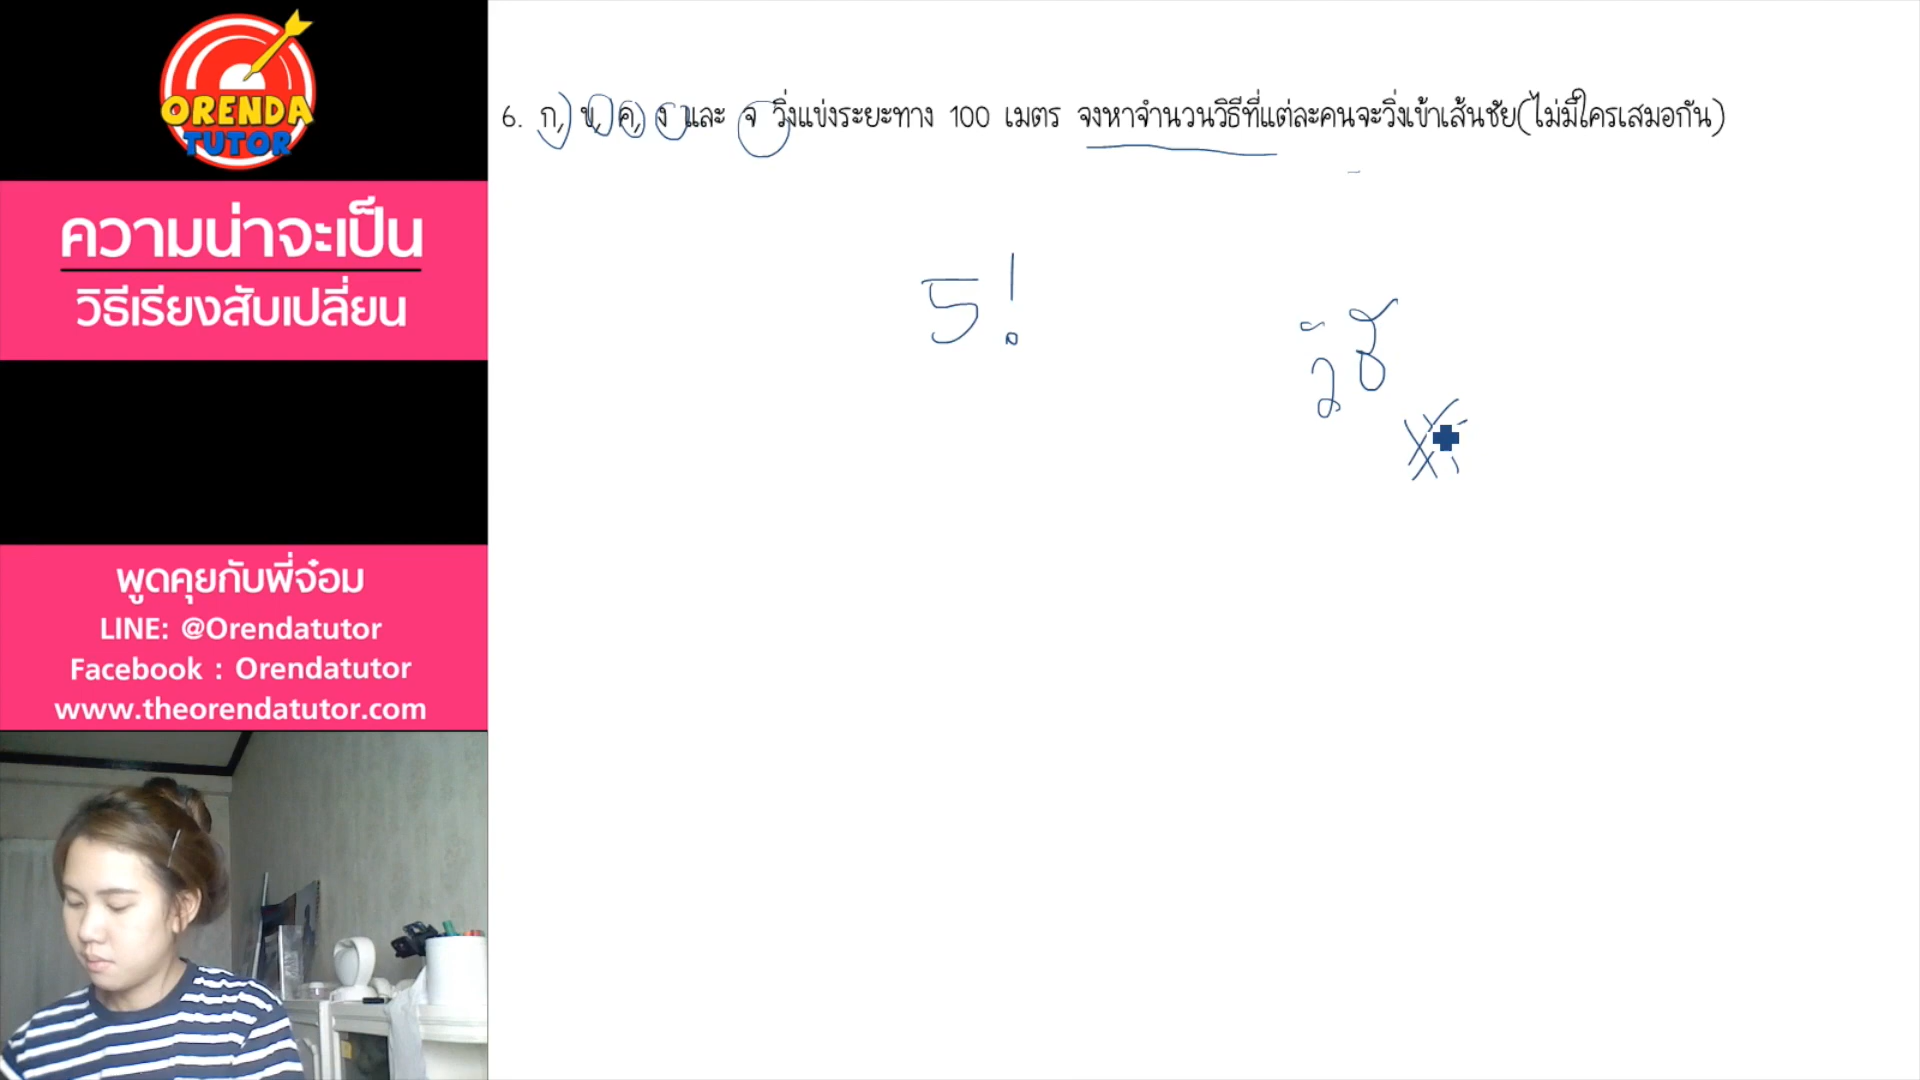 ORENDA
TUTOR
ความน่าจะเป็น
วิธีเรียงสับเปลี่ยน
พูดคุยกับพี่จ๋อม
LINE: @Orendatutor
Facebook : Orendatutor
www.theorendatutor.com
6. ก, ข, ค, ง และ จ วิ่งแข่งระยะทาง 100 เมตร จงหาจำนวนวิธีที่แต่ละคนจะวิ่งเข้าเส้นชัย(ไม่มีใครเสมอกัน)
5! วิธี